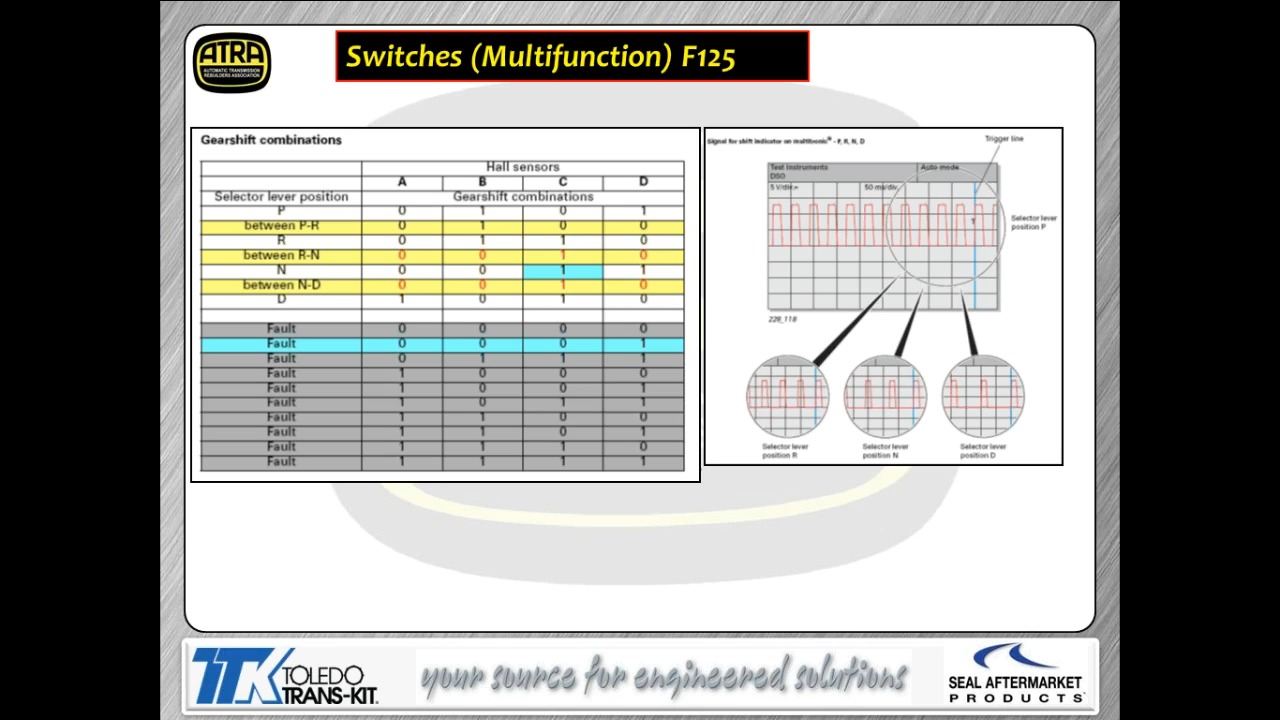 ATRA
AUTOMATIC TRANSMISSION
REBUILDERS ASSOCIATION
Switches (Multifunction) F125
Gearshift combinations
Hall sensors
A B C D
Selector lever position Gearshift combinations
P 0 1 0 1
between P-R 0 1 0 0
R 0 1 1 0
between R-N 0 0 1 0
N 0 0 1 1
between N-D 0 0 1 0
D 1 0 1 0
Fault 0 0 0 0
Fault 0 0 0 1
Fault 0 1 1 1
Fault 1 0 0 0
Fault 1 0 0 1
Fault 1 0 1 1
Fault 1 1 0 0
Fault 1 1 0 1
Fault 1 1 1 0
Fault 1 1 1 1
Signal for shift indicator on multitronic® - P, R, N, D
Trigger line
Test instruments
DSO
Auto mode
5 V/div.= 50 ms/div.
T
Selector lever
position P
228_118
Selector lever
position R
Selector lever
position N
Selector lever
position D
TTK TOLEDO
TRANS-KIT.
your source for engineered solutions
SEAL AFTERMARKET
PRODUCTS